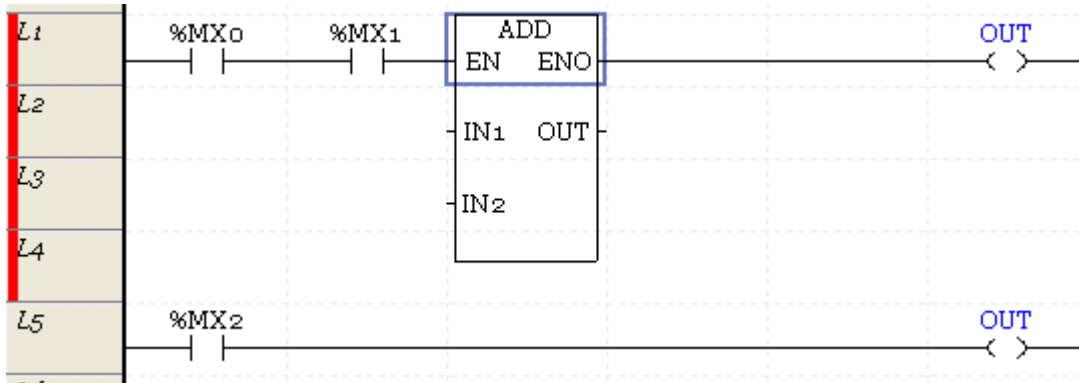 L1 %MX0 %MX1 ADD OUT
EN ENO
L2 IN1 OUT
L3 IN2
L4
L5 %MX2 OUT